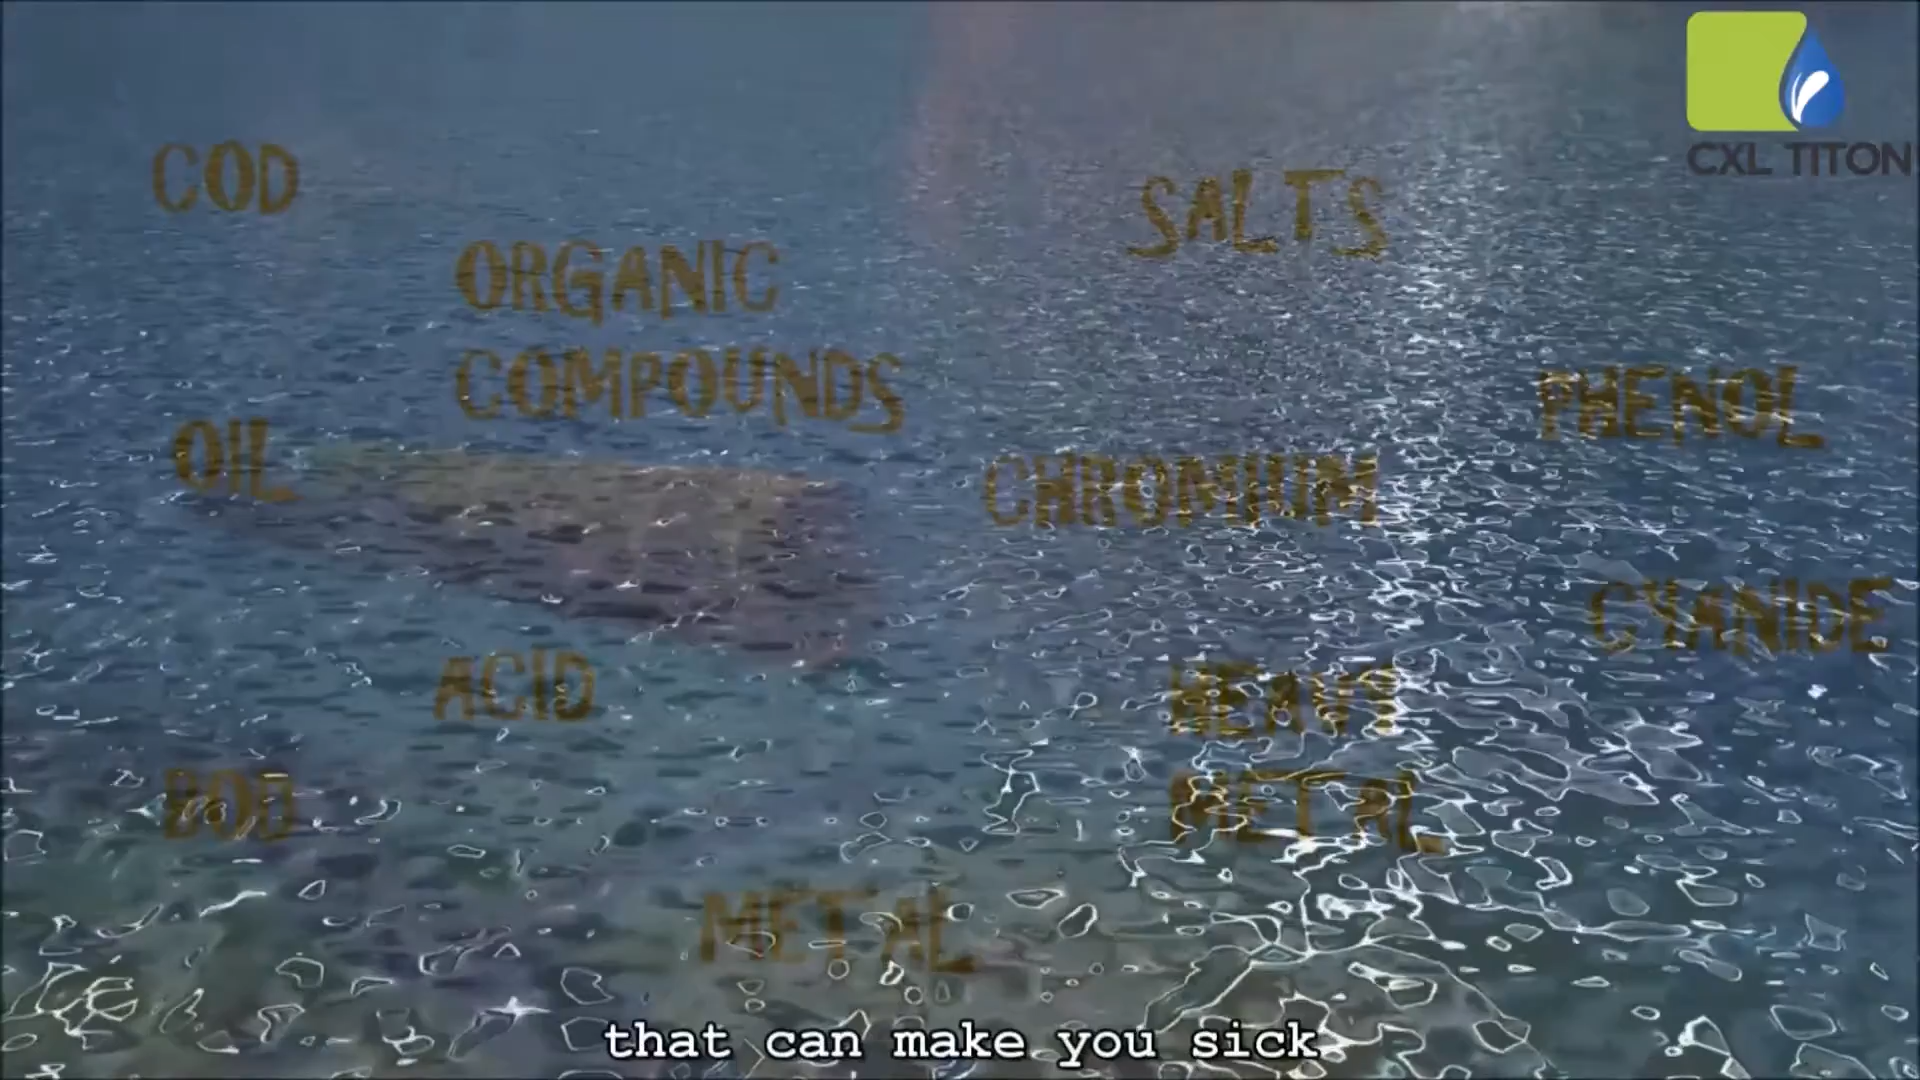 CXL TITON
COD
SALTS
ORGANIC
COMPOUNDS
PHENOL
OIL
CHROMIUM
CYANIDE
ACID
HEAVY
METAL
BOD
METAL
that can make you sick